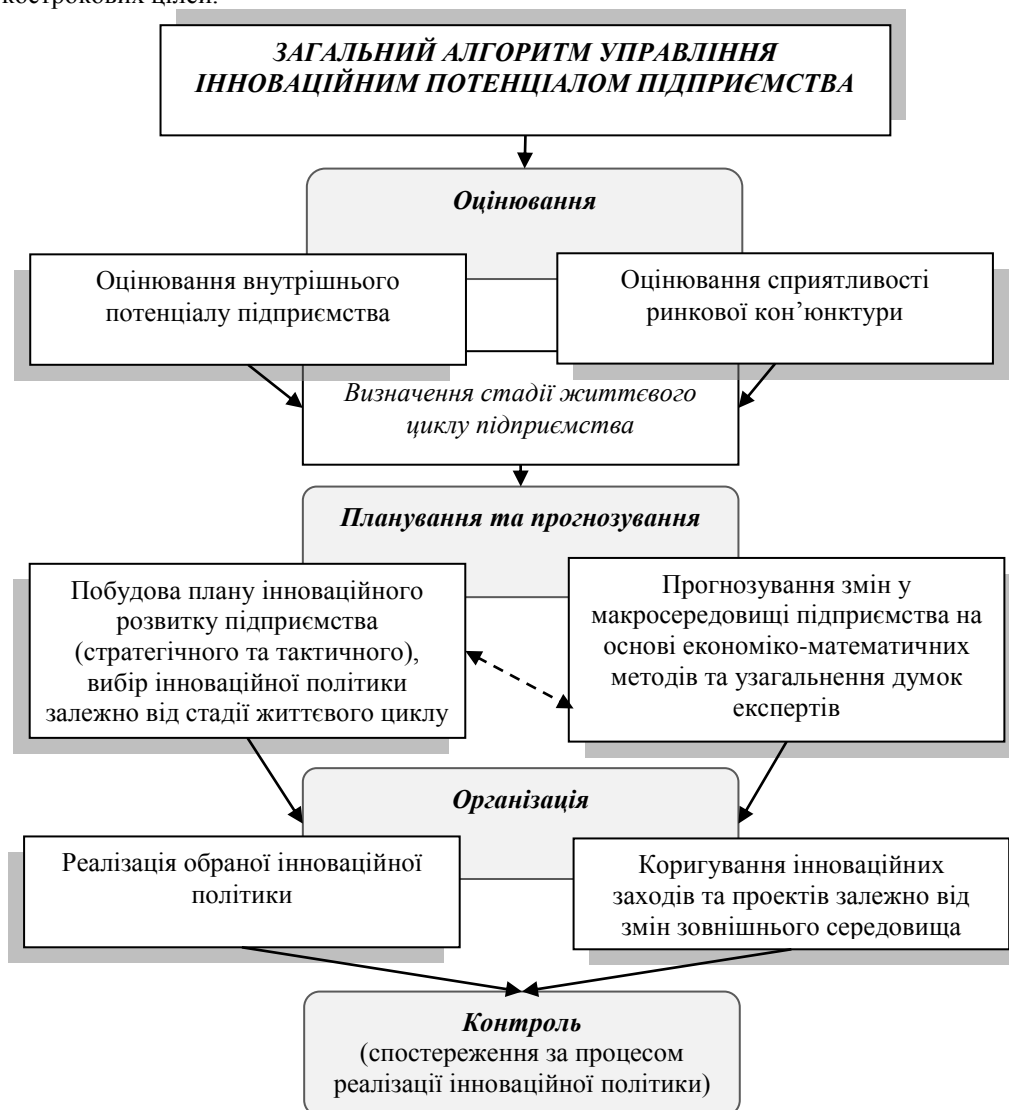 кострокових цілей.
ЗАГАЛЬНИЙ АЛГОРИТМ УПРАВЛІННЯ
ІННОВАЦІЙНИМ ПОТЕНЦІАЛОМ ПІДПРИЄМСТВА
Оцінювання
Оцінювання внутрішнього
потенціалу підприємства
Оцінювання сприятливості
ринкової кон’юнктури
Визначення стадії життєвого
циклу підприємства
Планування та прогнозування
Побудова плану інноваційного
розвитку підприємства
(стратегічного та тактичного),
вибір інноваційної політики
залежно від стадії життєвого циклу
Прогнозування змін у
макросередовищі підприємства на
основі економіко-математичних
методів та узагальнення думок
експертів
Організація
Реалізація обраної інноваційної
політики
Коригування інноваційних
заходів та проектів залежно від
змін зовнішнього середовища
Контроль
(спостереження за процесом
реалізації інноваційної політики)